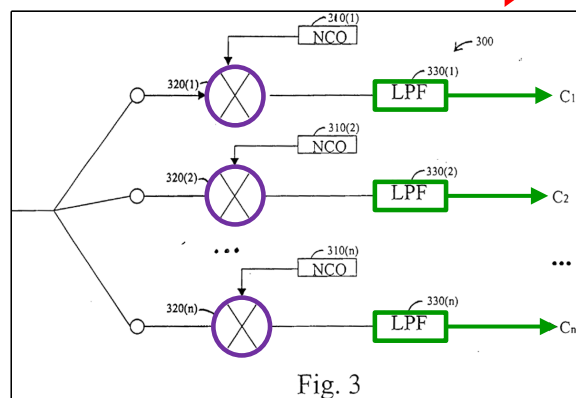 310(1)
NCO
300
320(1)
330(1)
LPF
C1
310(2)
NCO
320(2)
330(2)
LPF
C2
...
310(n)
...
NCO
320(n)
330(n)
LPF
Cn
Fig. 3